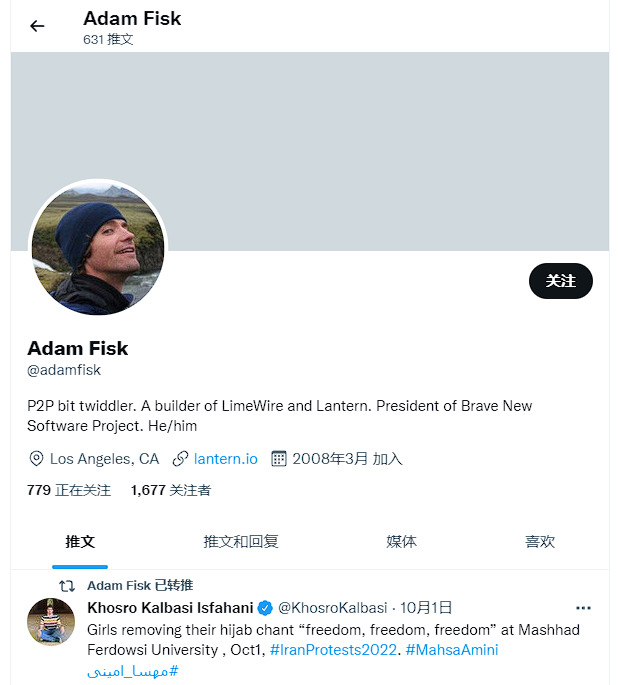 Adam Fisk
631 推文
关注
Adam Fisk
@adamfisk
P2P bit twiddler. A builder of LimeWire and Lantern. President of Brave New
Software Project. He/him
Los Angeles, CA lantern.io 2008年3月 加入
779 正在关注 1,677 关注者
推文 推文和回复 媒体 喜欢
Adam Fisk 已转推
Khosro Kalbasi Isfahani @KhosroKalbasi · 10月1日
Girls removing their hijab chant “freedom, freedom, freedom” at Mashhad
Ferdowsi University , Oct1, #IranProtests2022. #MahsaAmini
#مهسا_امینی